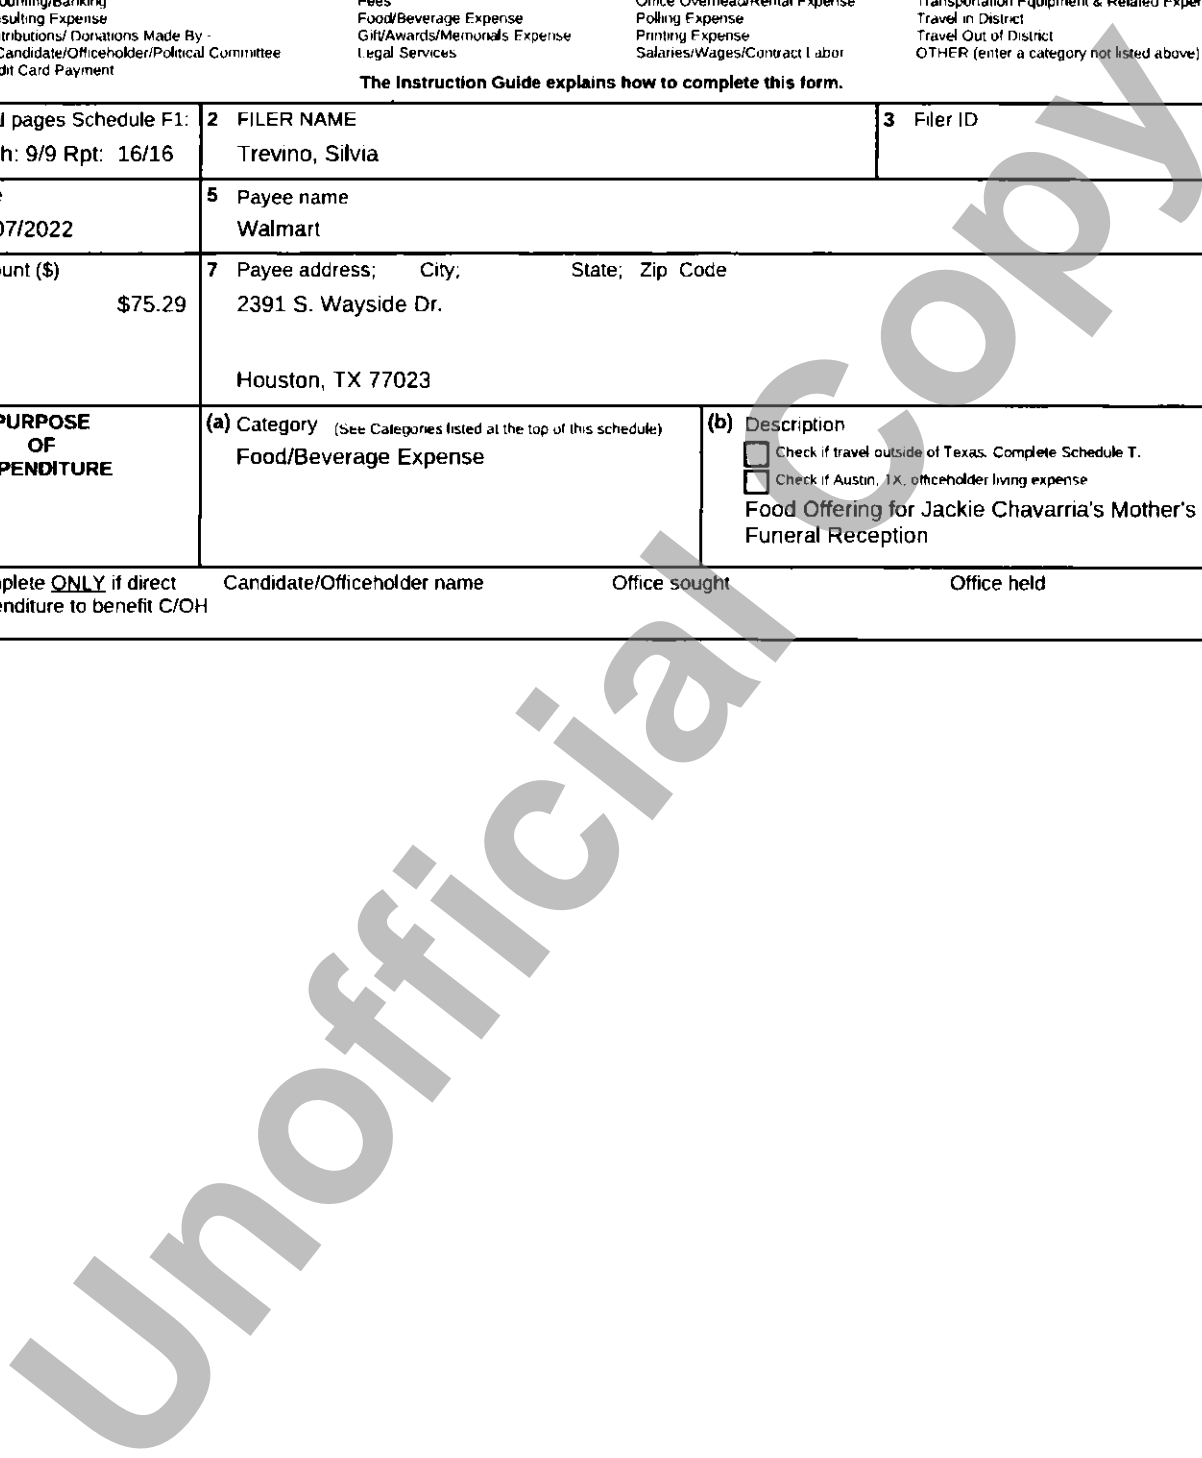 Fees
Food/Beverage Expense
Gift/Awards/Memorials Expense
Legal Services
Office Overhead/Rental Expense
Polling Expense
Printing Expense
Salaries/Wages/Contract Labor
Transportation Equipment & Related
Travel in District
Travel Out of District
OTHER (enter a category not listed above)
Expense
Donations Made By -
Candidate/Officeholder/Political Committee
Card Payment
The Instruction Guide explains how to complete this form.
pages Schedule F1:
h: 9/9 Rpt: 16/16
2 FILER NAME
Trevino, Silvia
3 Filer ID
07/2022
5 Payee name
Walmart
unt ($)
$75.29
7 Payee address; City; State; Zip Code
2391 S. Wayside Dr.
Houston, TX 77023
PURPOSE
OF
PENDITURE
(a) Category (See Categories listed at the top of this schedule)
Food/Beverage Expense
(b) Description
Check if travel outside of Texas. Complete Schedule T.
Check if Austin, TX, officeholder living expense
Food Offering for Jackie Chavarria's Mother's
Funeral Reception
plete ONLY if direct
enditure to benefit C/OH
Candidate/Officeholder name
Office sought
Office held
Unofficial Copy